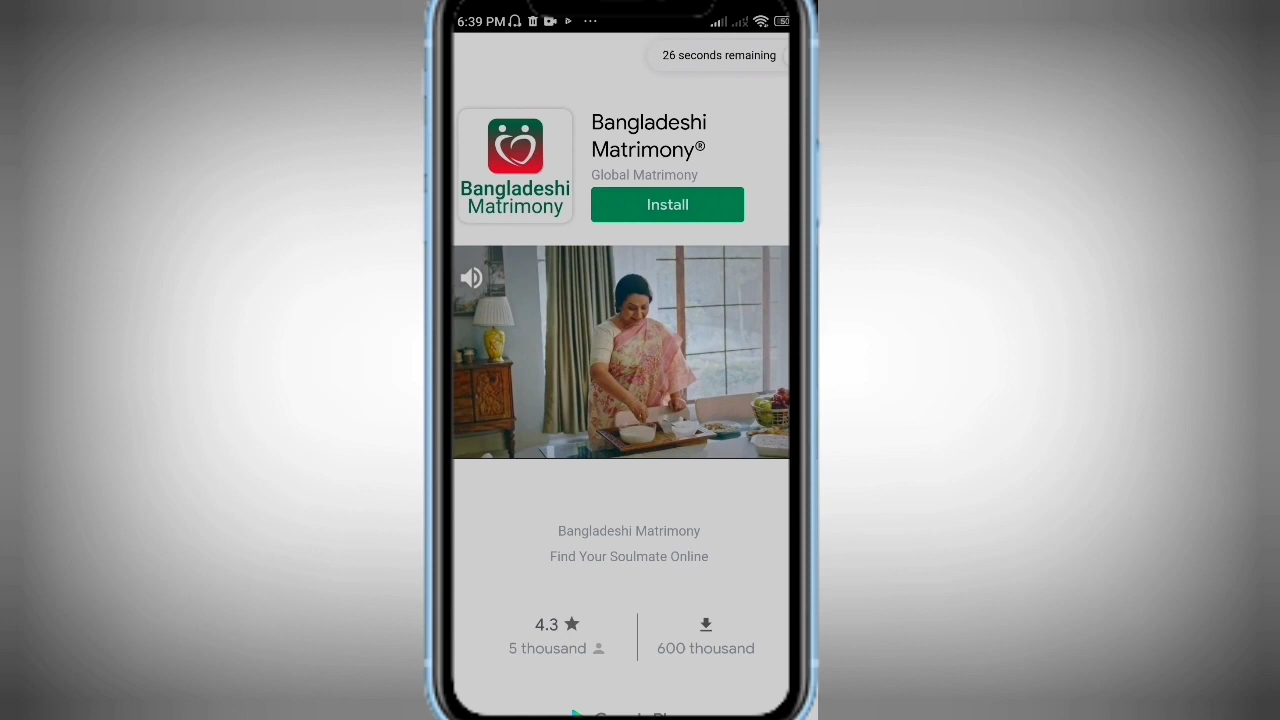 6:39 PM
26 seconds remaining
Bangladeshi
Matrimony®
Global Matrimony
Install
Bangladeshi
Matrimony
Bangladeshi Matrimony
Find Your Soulmate Online
4.3
5 thousand
600 thousand